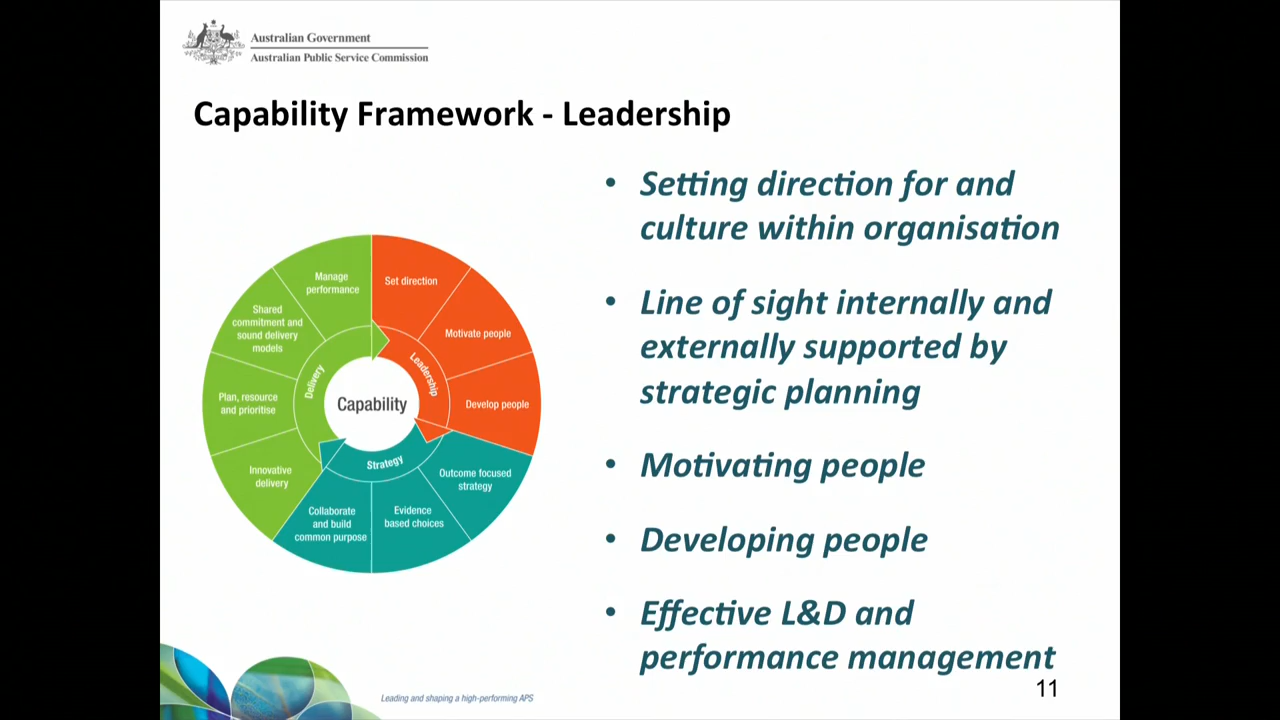 Australian Government
Australian Public Service Commission
Capability Framework - Leadership
• Setting direction for and
culture within organisation
• Line of sight internally and
externally supported by
strategic planning
• Motivating people
• Developing people
• Effective L&D and
performance management
Manage
performance
Set direction
Shared
commitment and
sound delivery
models
Motivate people
Plan, resource
and prioritise
Develop people
Innovative
delivery
Outcome focused
strategy
Collaborate
and build
common purpose
Evidence
based choices
Delivery
Leadership
Strategy
Capability
Leading and shaping a high-performing APS
11